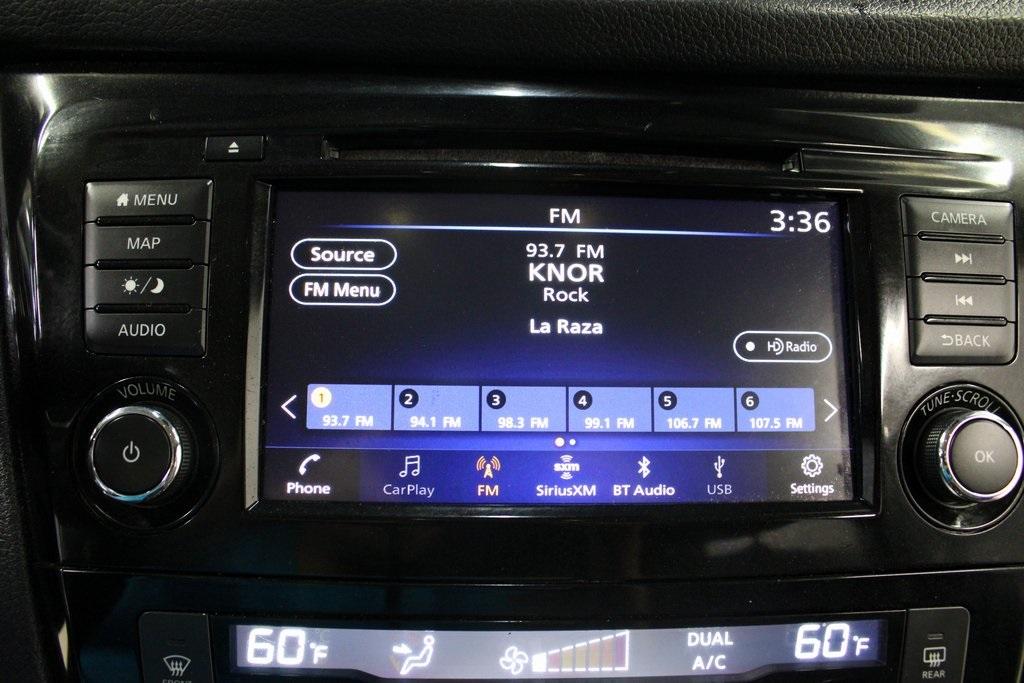 MENU
MAP
AUDIO
VOLUME
FM
3:36
Source
FM Menu
93.7 FM
KNOR
Rock
La Raza
HD Radio
1
93.7 FM
2
94.1 FM
3
98.3 FM
4
99.1 FM
5
106.7 FM
6
107.5 FM
Phone
CarPlay
FM
sxm
SiriusXM
BT Audio
USB
Settings
CAMERA
BACK
TUNE·SCROLL
OK
FRONT
60°F
DUAL
A/C
60°F
REAR